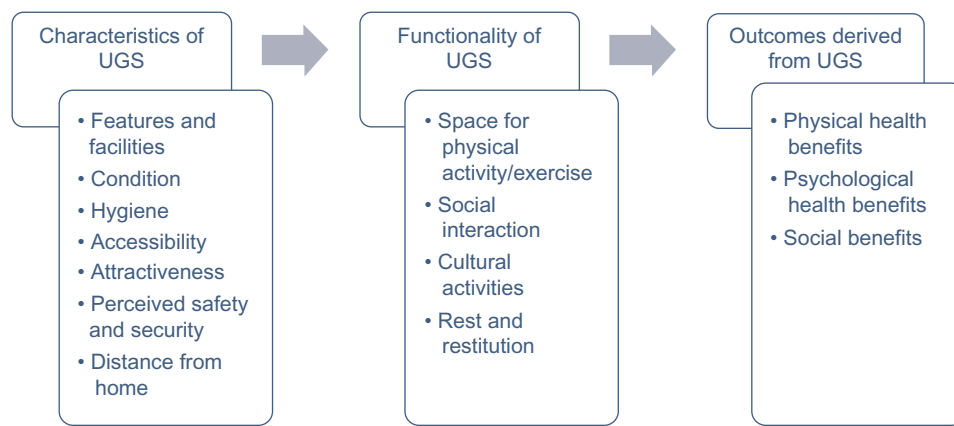 Characteristics of
UGS
• Features and
facilities
• Condition
• Hygiene
• Accessibility
• Attractiveness
• Perceived safety
and security
• Distance from
home
Functionality of
UGS
• Space for
physical
activity/exercise
• Social
interaction
• Cultural
activities
• Rest and
restitution
Outcomes derived
from UGS
• Physical health
benefits
• Psychological
health benefits
• Social benefits